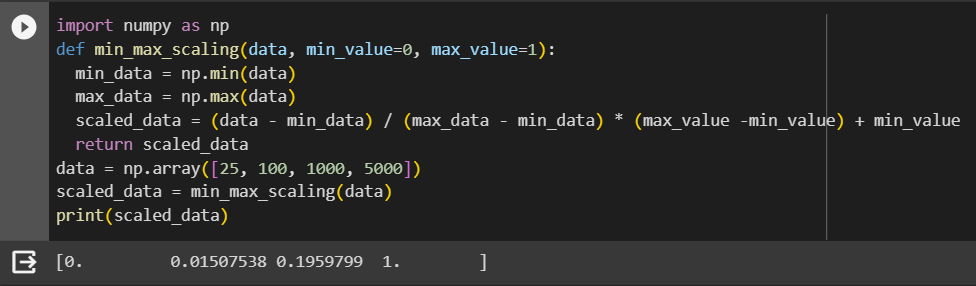 import numpy as np
def min_max_scaling(data, min_value=0, max_value=1):
  min_data = np.min(data)
  max_data = np.max(data)
  scaled_data = (data - min_data) / (max_data - min_data) * (max_value -min_value) + min_value
  return scaled_data
data = np.array([25, 100, 1000, 5000])
scaled_data = min_max_scaling(data)
print(scaled_data)
[0.         0.01507538 0.1959799  1.        ]